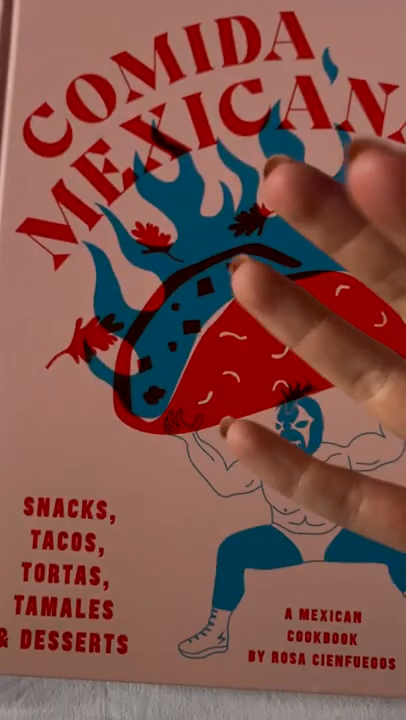 COMIDA
MEXICANA
SNACKS,
TACOS,
TORTAS,
TAMALES
& DESSERTS
A MEXICAN
COOKBOOK
BY ROSA CIENFUEGOS